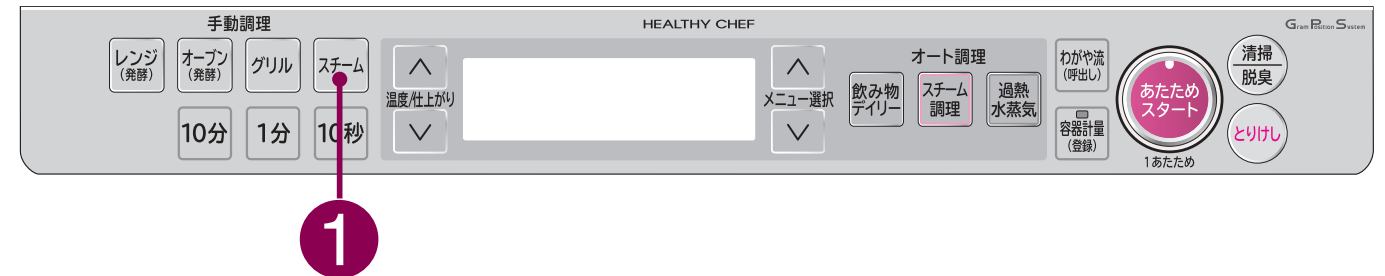 手動調理
HEALTHY CHEF
Gram Position System
レンジ
(発酵)
オーブン
(発酵)
グリル
スチーム
10分
1分
10秒
温度/仕上がり
メニュー選択
オート調理
飲み物
デイリー
スチーム
調理
過熱
水蒸気
わがや流
(呼出し)
容器計量
(登録)
あたため
スタート
1あたため
清掃
脱臭
とりけし
1